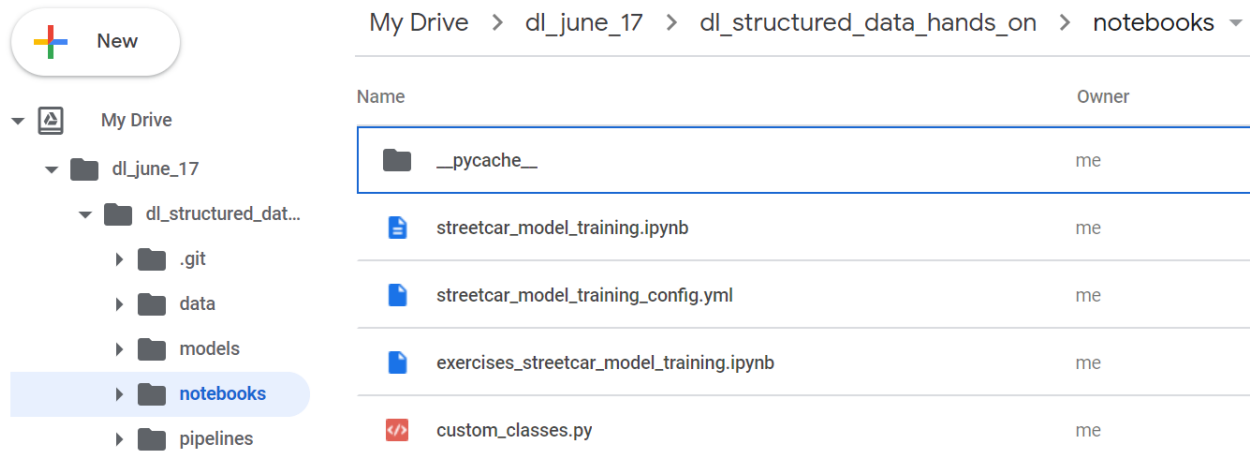 New
My Drive
dl_june_17
dl_structured_dat...
.git
data
models
notebooks
pipelines
My Drive > dl_june_17 > dl_structured_data_hands_on > notebooks
Name Owner
__pycache__ me
streetcar_model_training.ipynb me
streetcar_model_training_config.yml me
exercises_streetcar_model_training.ipynb me
custom_classes.py me